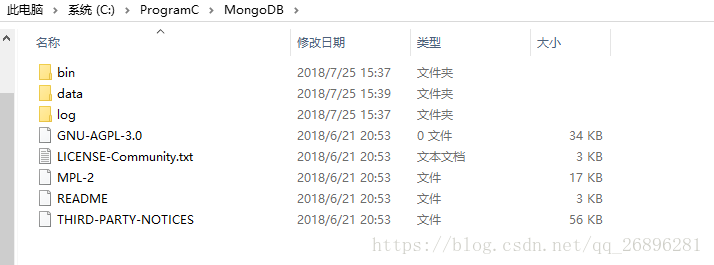 此电脑 > 系统 (C:) > ProgramC > MongoDB >
名称 修改日期 类型 大小
bin 2018/7/25 15:37 文件夹
data 2018/7/25 15:39 文件夹
log 2018/7/25 15:37 文件夹
GNU-AGPL-3.0 2018/6/21 20:53 0 文件 34 KB
LICENSE-Community.txt 2018/6/21 20:53 文本文档 3 KB
MPL-2 2018/6/21 20:53 文件 17 KB
README 2018/6/21 20:53 文件 3 KB
THIRD-PARTY-NOTICES 2018/6/21 20:53 文件 56 KB
https://blog.csdn.net/qq_26896281